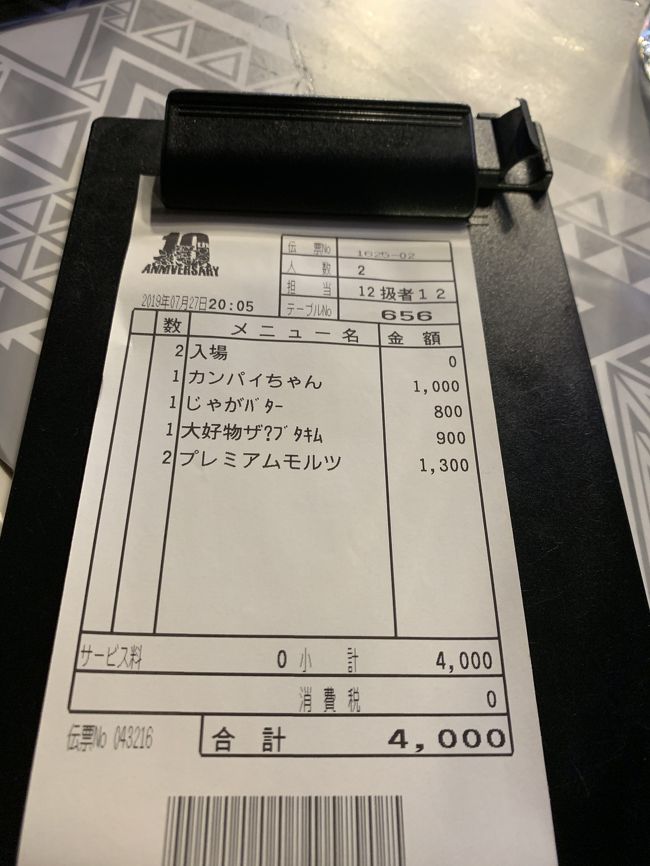 10
ANNIVERSARY
伝票No 1625-02
人数 2
担当 12 扱者12
テーブルNo 656
2019年07月27日20:05
数 メニュー名 金額
2 入場 0
1 カンパイちゃん 1,000
1 じゃがﾊﾞﾀｰ 800
1 大好物ザ?ﾌﾞﾀｷﾑ 900
2 プレミアムモルツ 1,300
サービス料 0 小計 4,000
消費税 0
伝票No 043216 合計 4,000